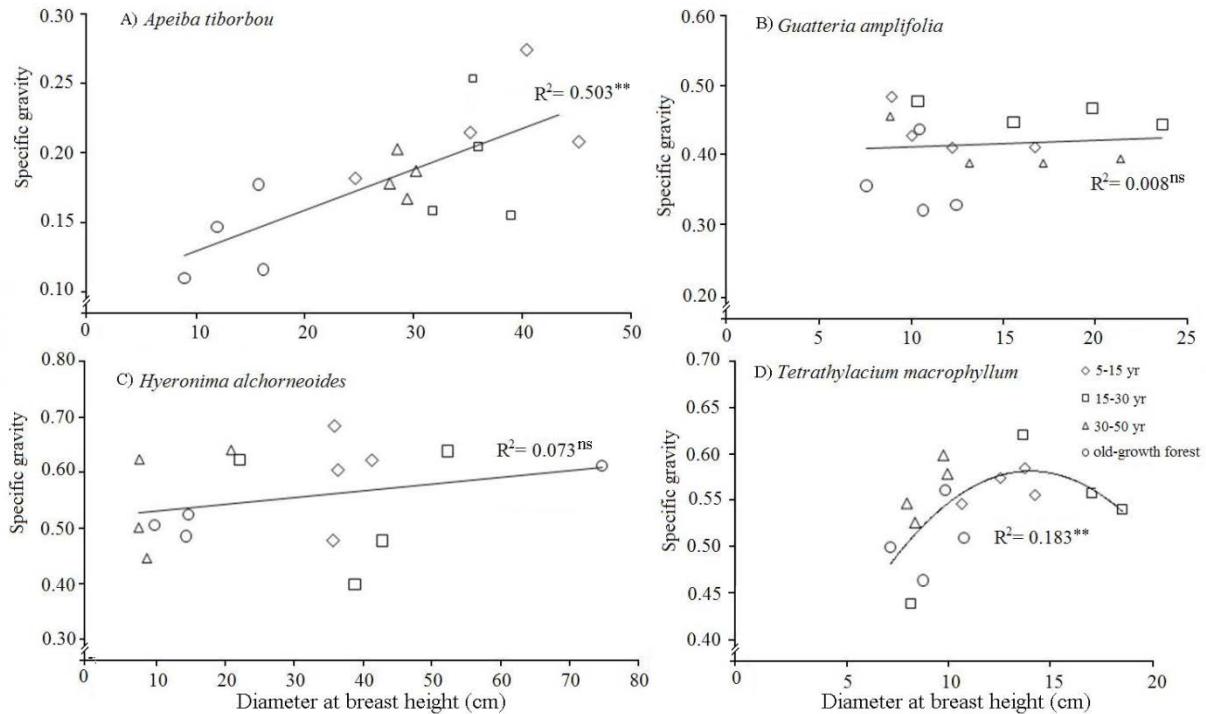 A) Apeiba tiborbou
Specific gravity
0.30
0.25
0.20
0.15
0.10
R²= 0.503**
0 10 20 30 40 50
B) Guatteria amplifolia
Specific gravity
0.60
0.50
0.40
0.30
0.20
R²= 0.008ns
0 5 10 15 20 25
C) Hyeronima alchorneoides
Specific gravity
0.80
0.70
0.60
0.50
0.40
0.30
R²= 0.073ns
10 20 30 40 50 60 70 80
Diameter at breast height (cm)
D) Tetrathylacium macrophyllum
5-15 yr
15-30 yr
30-50 yr
old-growth forest
Specific gravity
0.70
0.65
0.60
0.55
0.50
0.45
0.40
R²= 0.183**
0 5 10 15 20
Diameter at breast height (cm)